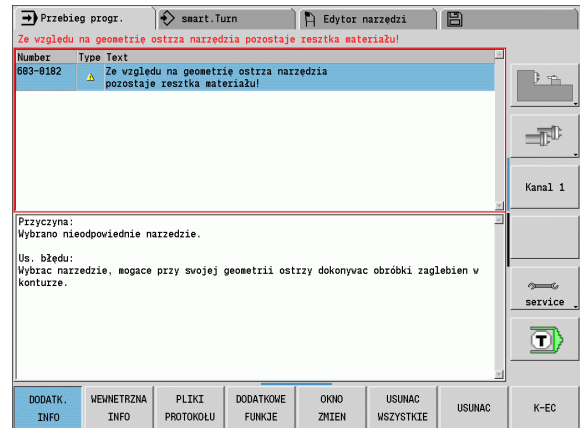 Przebieg progr.
smart.Turn
Edytor narzędzi
Ze względu na geometrię ostrza narzędzia pozostaje resztka materiału!
Number Type Text
603-0182 Ze względu na geometrię ostrza narzędzia
pozostaje resztka materiału!
Przyczyna:
Wybrano nieodpowiednie narzedzie.
Us. błędu:
Wybrac narzedzie, mogace przy swojej geometrii ostrzy dokonywac obróbki zaglebien w
konturze.
Kanal 1
service
T
DODATK.
INFO
WEWNETRZNA
INFO
PLIKI
PROTOKOŁU
DODATKOWE
FUNKJE
OKNO
ZMIEN
USUNAC
WSZYSTKIE
USUNAC
K-EC